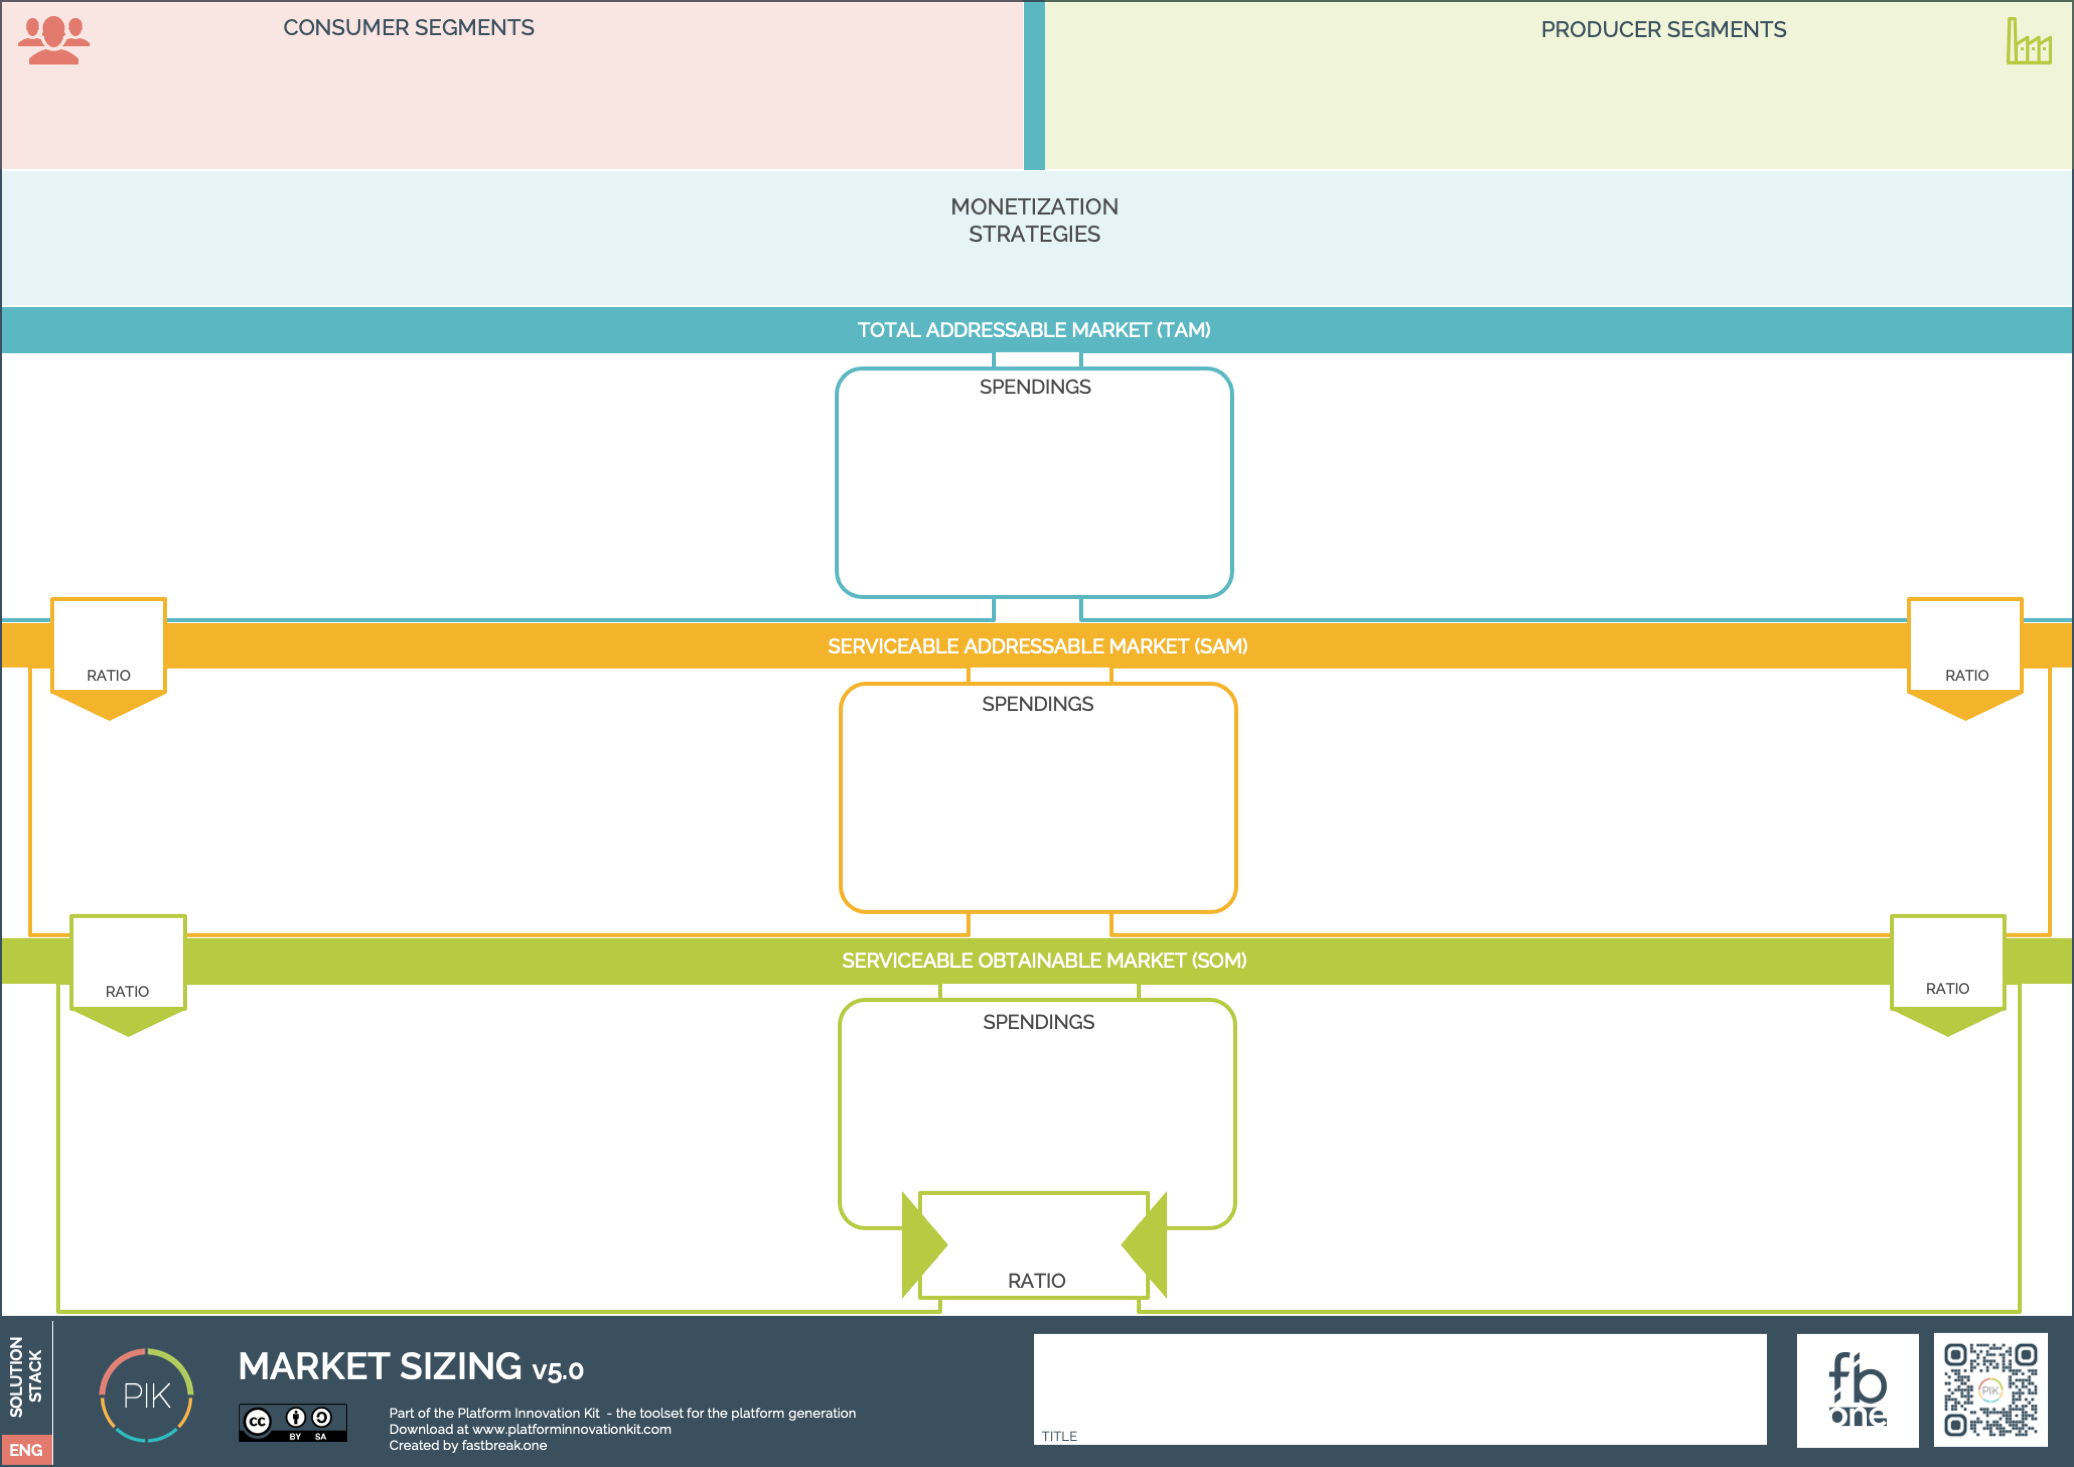 CONSUMER SEGMENTS
PRODUCER SEGMENTS
MONETIZATION
STRATEGIES
TOTAL ADDRESSABLE MARKET (TAM)
SPENDINGS
RATIO
SERVICEABLE ADDRESSABLE MARKET (SAM)
RATIO
SPENDINGS
RATIO
SERVICEABLE OBTAINABLE MARKET (SOM)
RATIO
SPENDINGS
RATIO
SOLUTION
STACK
ENG
PIK
MARKET SIZING v5.0
cc
BY SA
Part of the Platform Innovation Kit - the toolset for the platform generation
Download at www.platforminnovationkit.com
Created by fastbreak.one
TITLE
fb
one
PIK